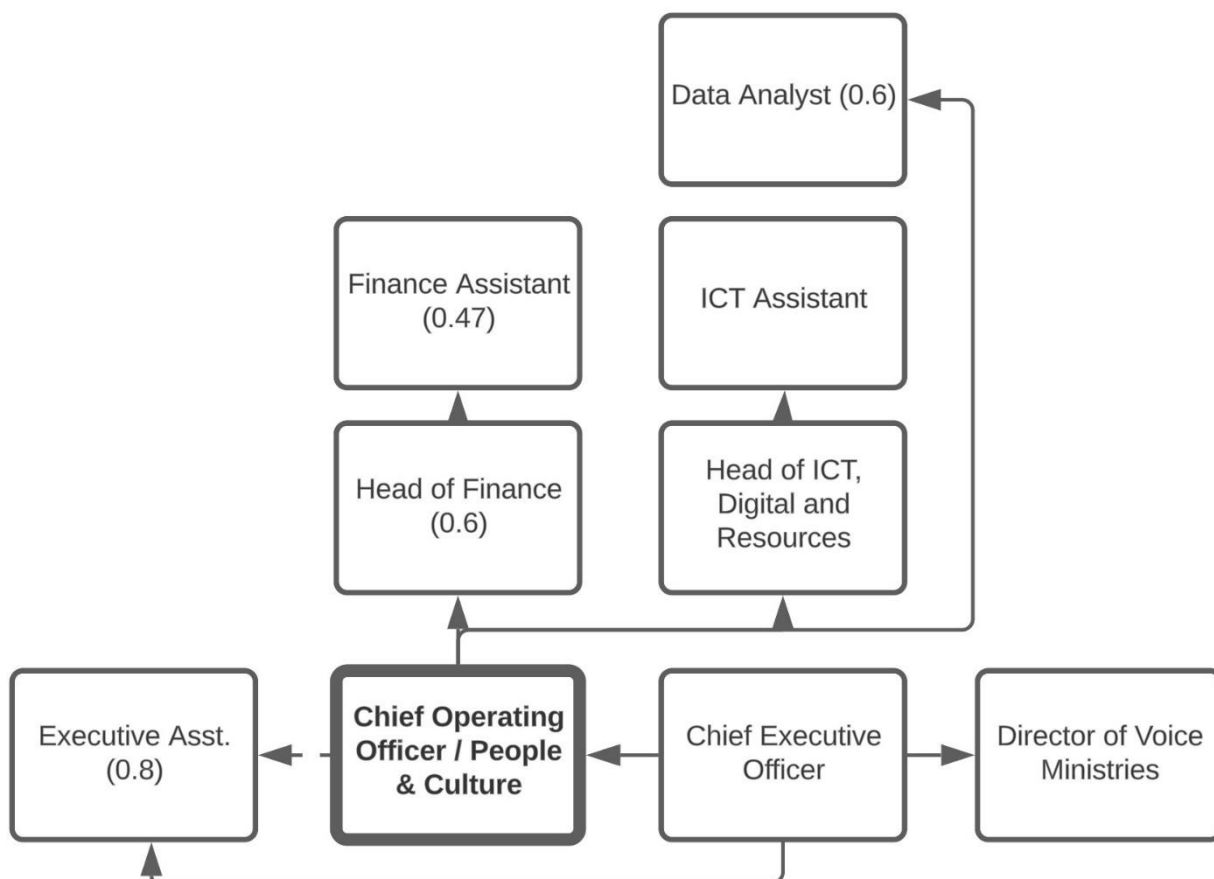 Data Analyst (0.6)
Finance Assistant
(0.47)
ICT Assistant
Head of Finance
(0.6)
Head of ICT,
Digital and
Resources
Executive Asst.
(0.8)
Chief Operating
Officer / People
& Culture
Chief Executive
Officer
Director of Voice
Ministries